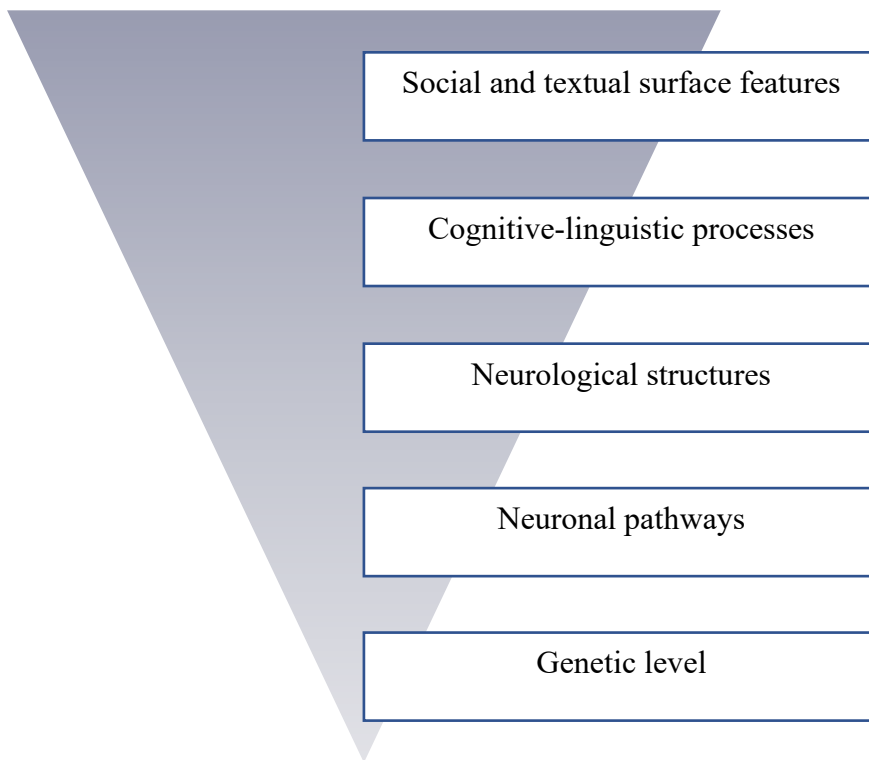 Social and textual surface features
Cognitive-linguistic processes
Neurological structures
Neuronal pathways
Genetic level